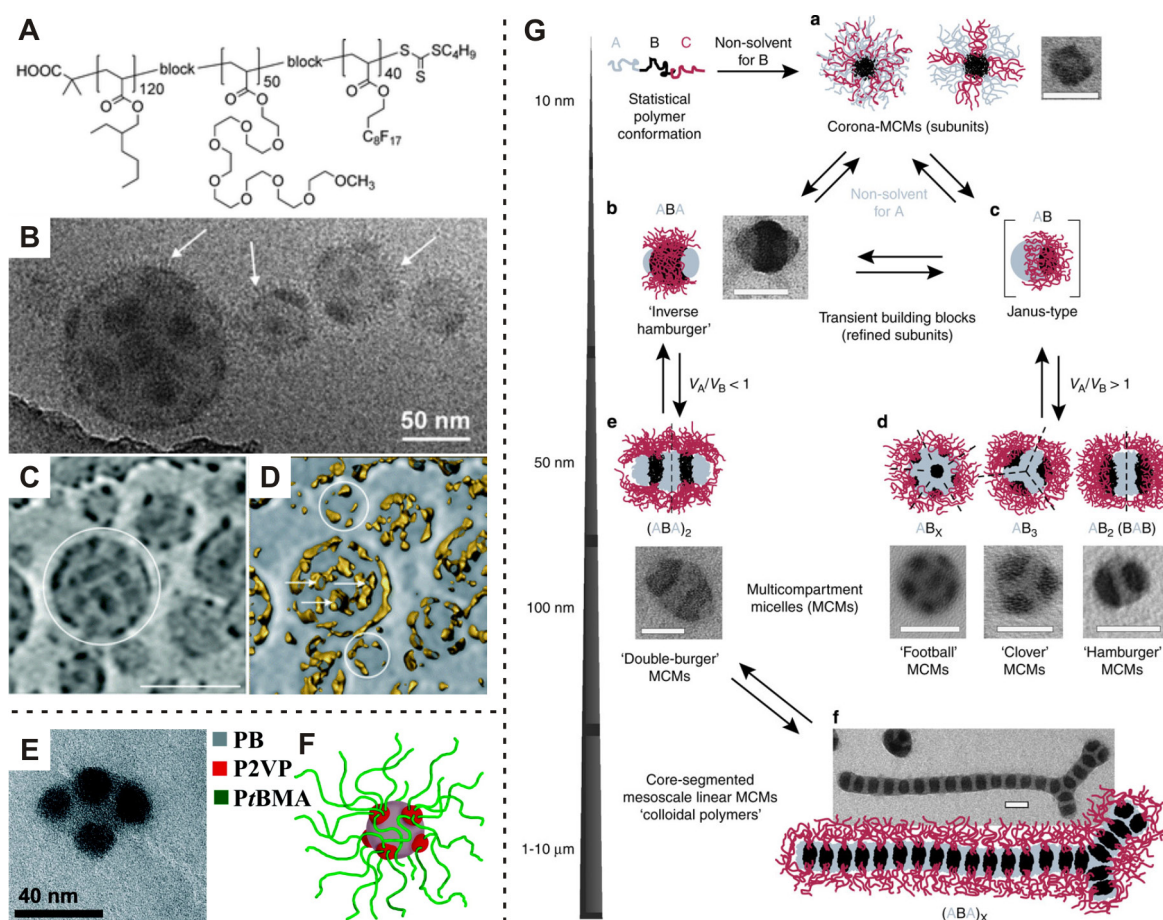 A
HOOC
120
block
50
block
40
S
SC4H9
S
O
O
O
O
O
O
C8F17
O
O
O
O
O
O
OCH3
B
50 nm
C
D
E
40 nm
PB
P2VP
PtBMA
F
G
10 nm
50 nm
100 nm
1-10 μm
A B C
Statistical
polymer
conformation
Non-solvent
for B
a
Corona-MCMs (subunits)
Non-solvent
for A
b
ABA
'Inverse
hamburger'
c
AB
Janus-type
Transient building blocks
(refined subunits)
VA/VB < 1
VA/VB > 1
e
(ABA)2
'Double-burger'
MCMs
d
ABX
AB3
AB2 (BAB)
Multicompartment
micelles (MCMs)
'Football'
MCMs
'Clover'
MCMs
'Hamburger'
MCMs
f
Core-segmented
mesoscale linear MCMs
'colloidal polymers'
(ABA)X